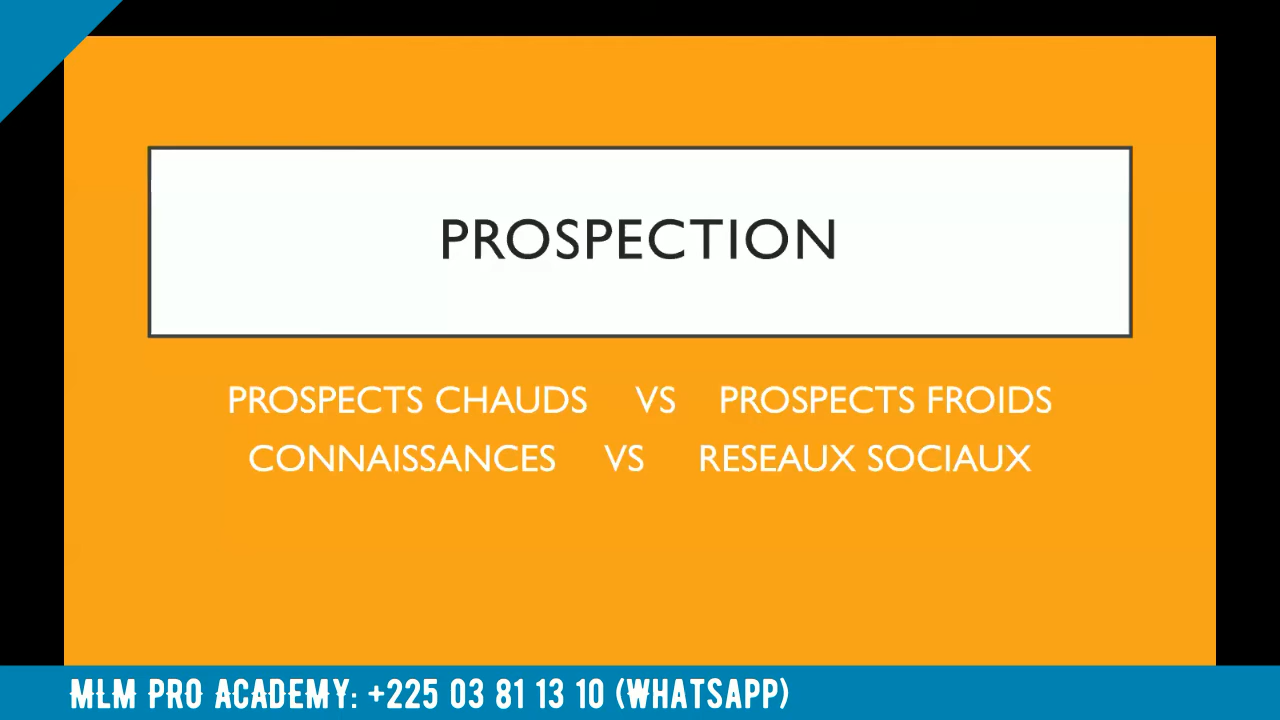 PROSPECTION
PROSPECTS CHAUDS VS PROSPECTS FROIDS
CONNAISSANCES VS RESEAUX SOCIAUX
MLM PRO ACADEMY: +225 03 81 13 10 (WHATSAPP)